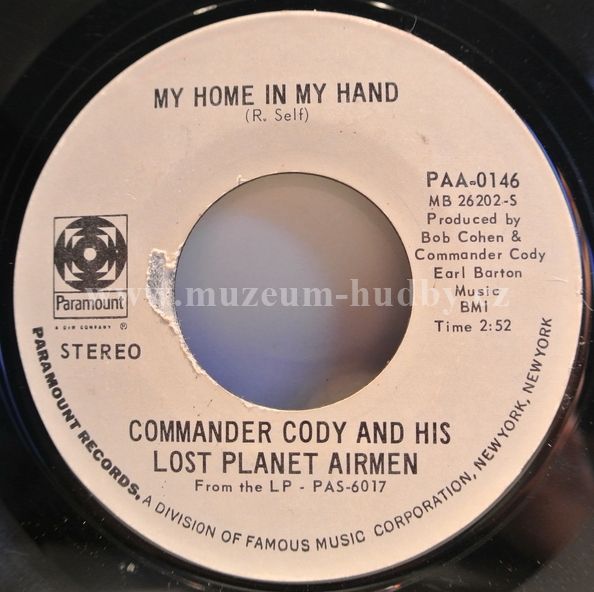 MY HOME IN MY HAND
(R. Self)
PAA-0146
MB 26202-S
Produced by
Bob Cohen &
Commander Cody
Earl Barton
Music
BMI
Time 2:52
Paramount
A G+W COMPANY ®
STEREO
www.muzeum-hudby.cz
COMMANDER CODY AND HIS
LOST PLANET AIRMEN
From the LP - PAS-6017
PARAMOUNT RECORDS, A DIVISION OF FAMOUS MUSIC CORPORATION, NEW YORK, NEW YORK